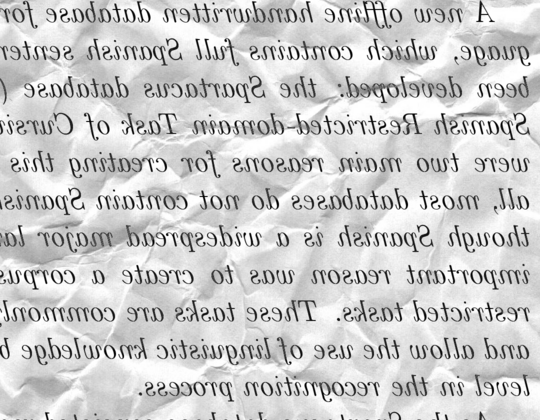 A new offline handwritten database for
guage, which contains full Spanish senten
been developed: the Spartacus database (
Spanish Restricted-domain Task of Cursiv
were two main reasons for creating this
all, most databases do not contain Spanis
though Spanish is a widespread major la
important reason was to create a corpus
restricted tasks. These tasks are commonly
and allow the use of linguistic knowledge b
level in the recognition process.